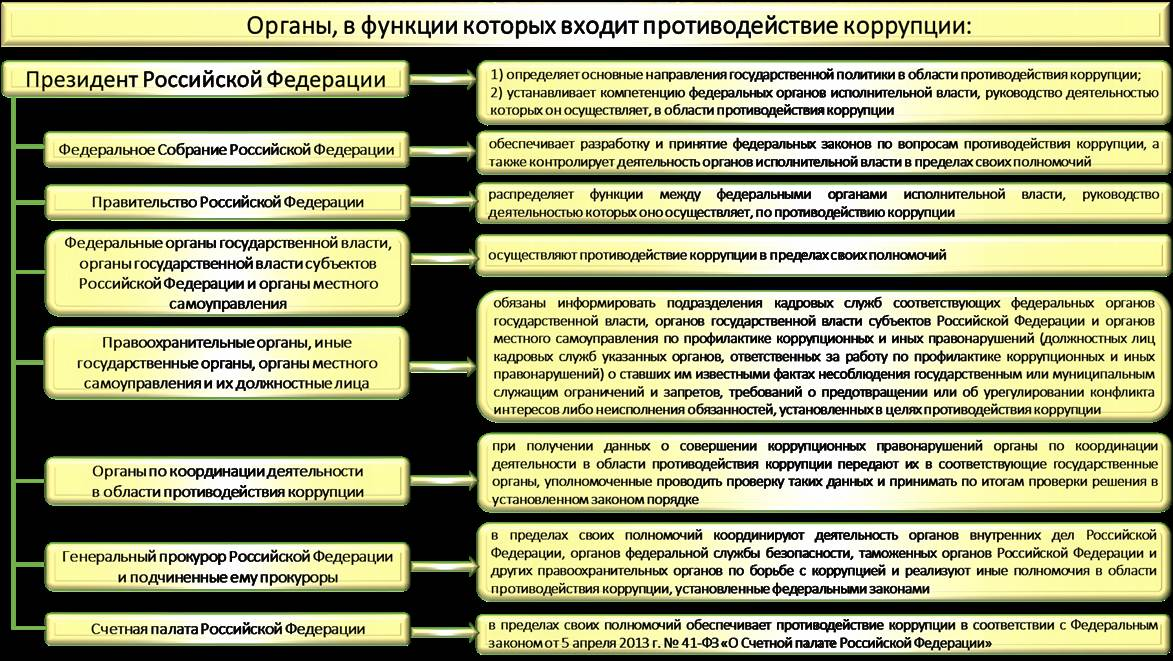 Органы, в функции которых входит противодействие коррупции:
Президент Российской Федерации
1) определяет основные направления государственной политики в области противодействия коррупции;
2) устанавливает компетенцию федеральных органов исполнительной власти, руководство деятельностью
которых он осуществляет, в области противодействия коррупции
Федеральное Собрание Российской Федерации
обеспечивает разработку и принятие федеральных законов по вопросам противодействия коррупции, а
также контролирует деятельность органов исполнительной власти в пределах своих полномочий
Правительство Российской Федерации
распределяет функции между федеральными органами исполнительной власти, руководство
деятельностью которых оно осуществляет, по противодействию коррупции
Федеральные органы государственной власти,
органы государственной власти субъектов
Российской Федерации и органы местного
самоуправления
осуществляют противодействие коррупции в пределах своих полномочий
Правоохранительные органы, иные
государственные органы, органы местного
самоуправления и их должностные лица
обязаны информировать подразделения кадровых служб соответствующих федеральных органов
государственной власти, органов государственной власти субъектов Российской Федерации и органов
местного самоуправления по профилактике коррупционных и иных правонарушений (должностных лиц
кадровых служб указанных органов, ответственных за работу по профилактике коррупционных и иных
правонарушений) о ставших им известными фактах несоблюдения государственным или муниципальным
служащим ограничений и запретов, требований о предотвращении или об урегулировании конфликта
интересов либо неисполнения обязанностей, установленных в целях противодействия коррупции
Органы по координации деятельности
в области противодействия коррупции
при получении данных о совершении коррупционных правонарушений органы по координации
деятельности в области противодействия коррупции передают их в соответствующие государственные
органы, уполномоченные проводить проверку таких данных и принимать по итогам проверки решения в
установленном законом порядке
Генеральный прокурор Российской Федерации
и подчиненные ему прокуроры
в пределах своих полномочий координируют деятельность органов внутренних дел Российской
Федерации, органов федеральной службы безопасности, таможенных органов Российской Федерации и
других правоохранительных органов по борьбе с коррупцией и реализуют иные полномочия в области
противодействия коррупции, установленные федеральными законами
Счетная палата Российской Федерации
в пределах своих полномочий обеспечивает противодействие коррупции в соответствии с Федеральным
законом от 5 апреля 2013 г. № 41-ФЗ «О Счетной палате Российской Федерации»